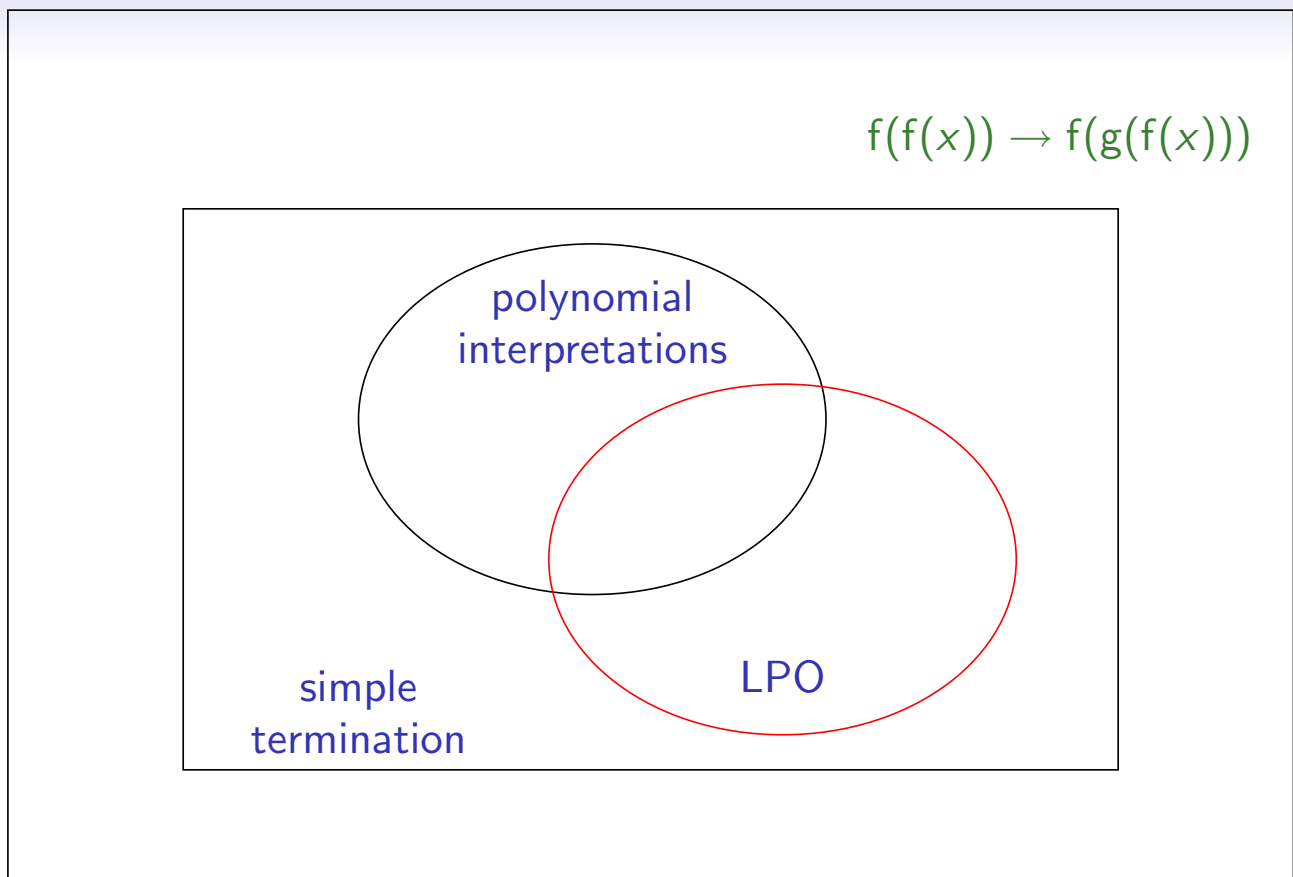 f(f(x)) → f(g(f(x)))
polynomial
interpretations
LPO
simple
termination